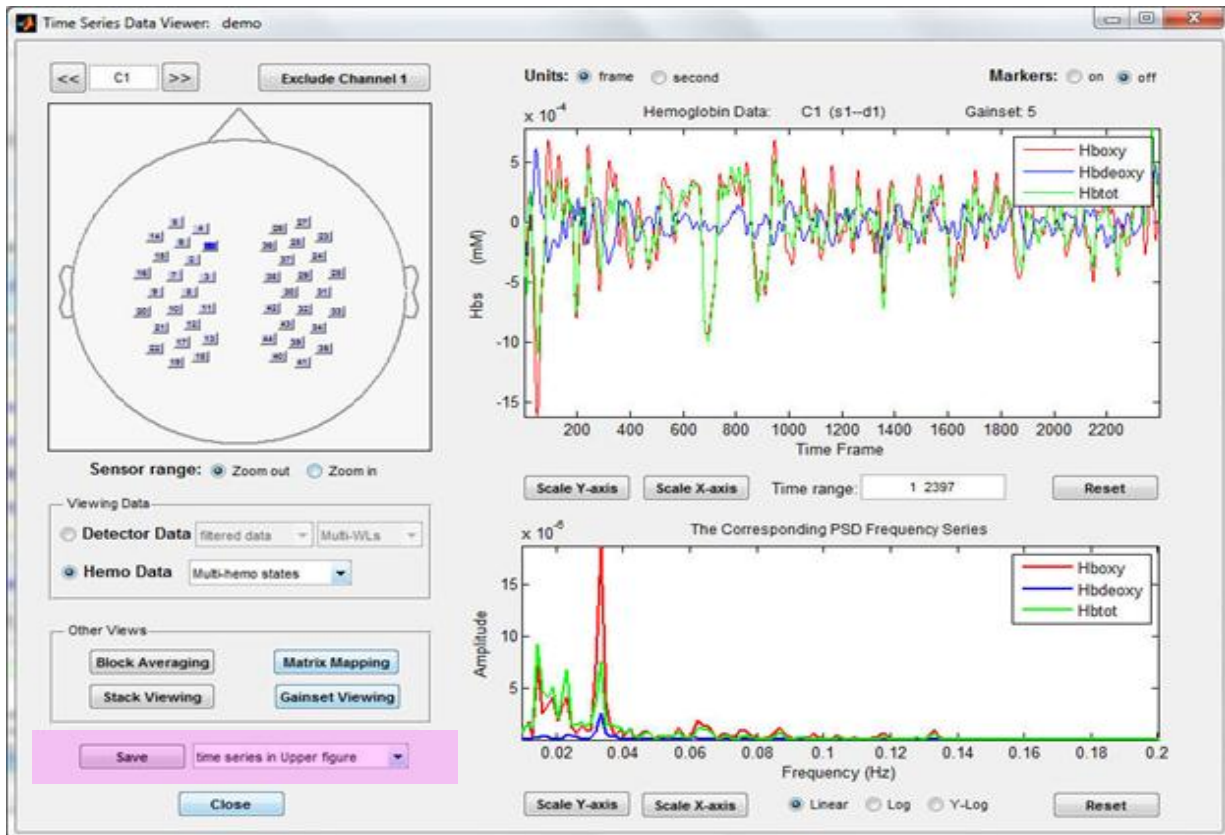 Time Series Data Viewer: demo
<< C1 >> Exclude Channel 1
Sensor range: Zoom out Zoom in
Viewing Data
Detector Data filtered data Multi-WLs
Hemo Data Multi-hemo states
Other Views
Block Averaging Matrix Mapping
Stack Viewing Gainset Viewing
Save time series in Upper figure
Close
Units: frame second Markers: on off
x 10⁻⁴ Hemoglobin Data: C1 (s1--d1) Gainset: 5
Hboxy
Hbdeoxy
Hbtot
5
0
-5
-10
-15
Hbs (mM)
200 400 600 800 1000 1200 1400 1600 1800 2000 2200
Time Frame
Scale Y-axis Scale X-axis Time range: 1 2397 Reset
The Corresponding PSD Frequency Series
Hboxy
Hbdeoxy
Hbtot
15
10
5
Amplitude
0.02 0.04 0.06 0.08 0.1 0.12 0.14 0.16 0.18 0.2
Frequency (Hz)
Scale Y-axis Scale X-axis Linear Log Y-Log Reset